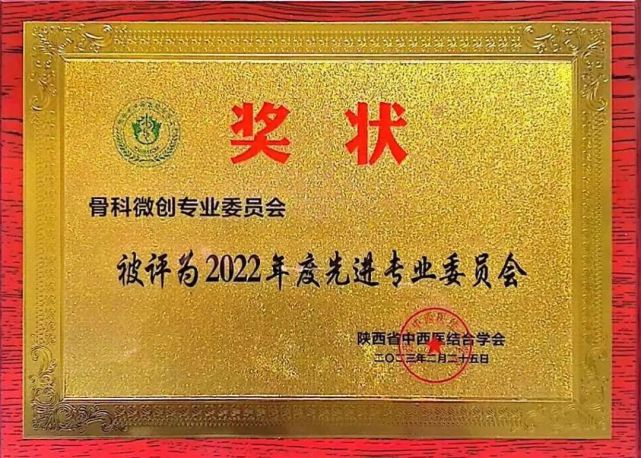 奖状
骨科微创专业委员会
被评为2022年度先进专业委员会
陕西省中西医结合学会
二〇二三年二月二十五日